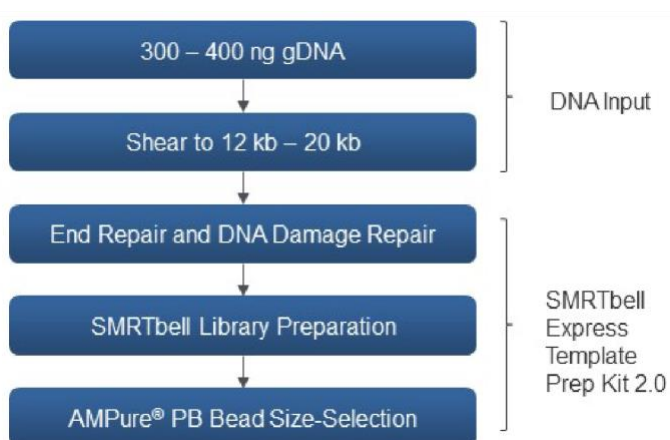 300 – 400 ng gDNA
DNA Input
Shear to 12 kb – 20 kb
End Repair and DNA Damage Repair
SMRTbell Library Preparation
SMRTbell
Express
Template
Prep Kit 2.0
AMPure® PB Bead Size-Selection